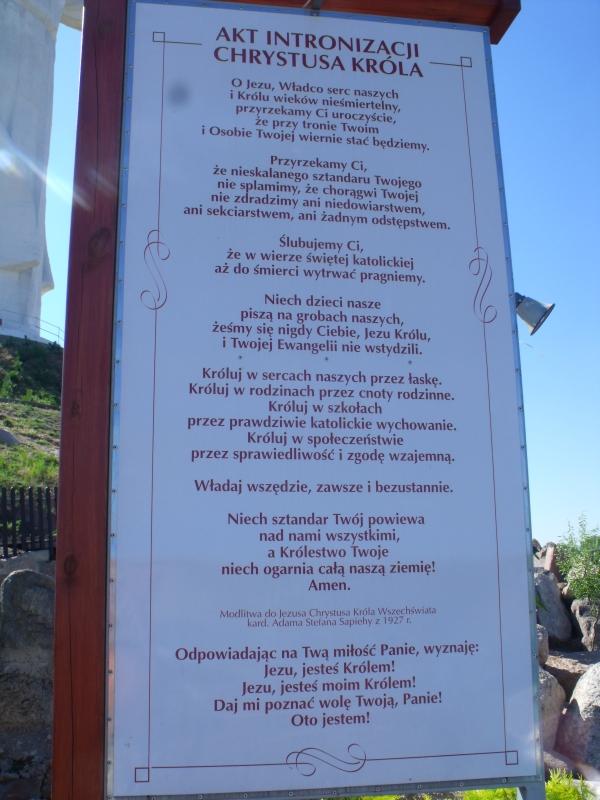 AKT INTRONIZACJI
CHRYSTUSA KRÓLA
O Jezu, Władco serc naszych
i Królu wieków nieśmiertelny,
przyrzekamy Ci uroczyście,
że przy tronie Twoim
i Osobie Twojej wiernie stać będziemy.
Przyrzekamy Ci,
że nieskalanego sztandaru Twojego
nie splamimy, że chorągwi Twojej
nie zdradzimy ani niedowiarstwem,
ani sekciarstwem, ani żadnym odstępstwem.
Ślubujemy Ci,
że w wierze świętej katolickiej
aż do śmierci wytrwać pragniemy.
Niech dzieci nasze
piszą na grobach naszych,
żeśmy się nigdy Ciebie, Jezu Królu,
i Twojej Ewangelii nie wstydzili.
* * *
Króluj w sercach naszych przez łaskę.
Króluj w rodzinach przez cnoty rodzinne.
Króluj w szkołach
przez prawdziwie katolickie wychowanie.
Króluj w społeczeństwie
przez sprawiedliwość i zgodę wzajemną.
Władaj wszędzie, zawsze i bezustannie.
Niech sztandar Twój powiewa
nad nami wszystkimi,
a Królestwo Twoje
niech ogarnia całą naszą ziemię!
Amen.
Modlitwa do Jezusa Chrystusa Króla Wszechświata
kard. Adama Stefana Sapiehy z 1927 r.
Odpowiadając na Twą miłość Panie, wyznaję:
Jezu, jesteś Królem!
Jezu, jesteś moim Królem!
Daj mi poznać wolę Twoją, Panie!
Oto jestem!